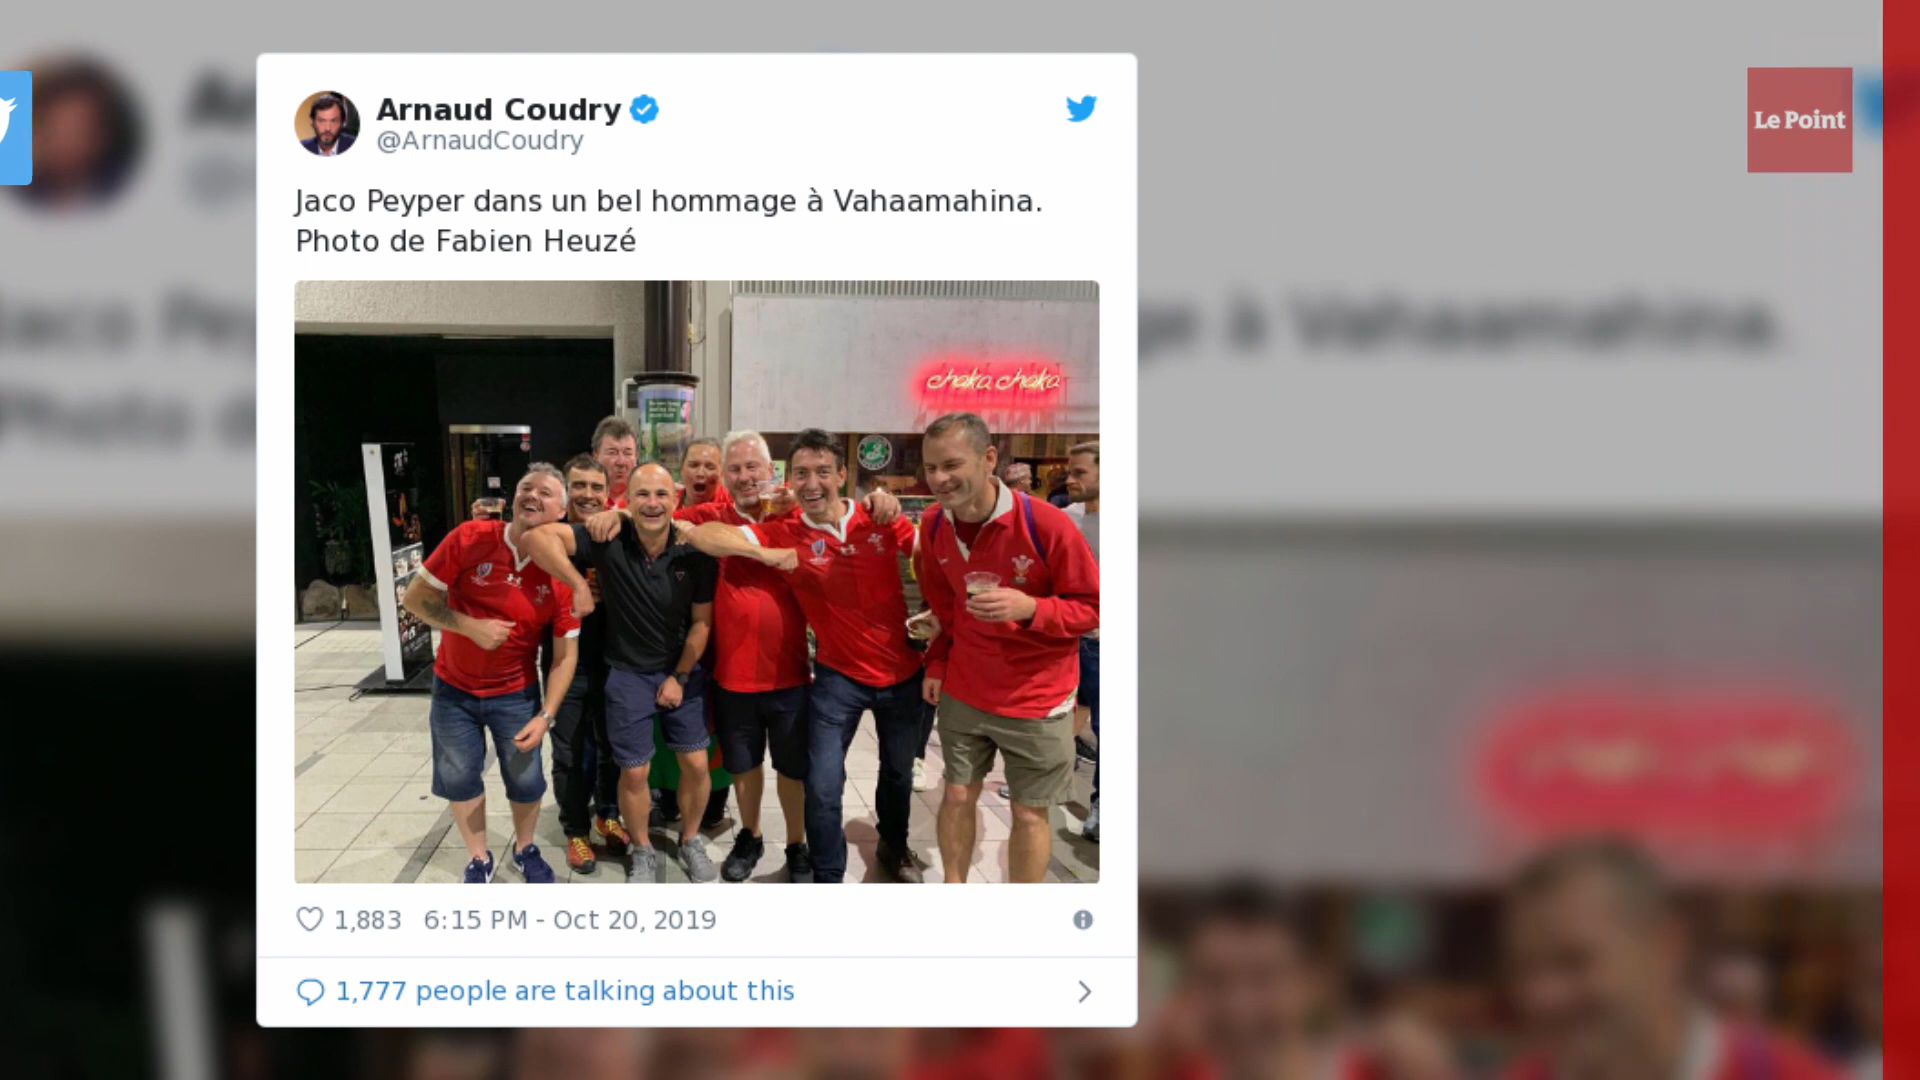 Arnaud Coudry
@ArnaudCoudry
Le Point
Jaco Peyper dans un bel hommage à Vahaamahina.
Photo de Fabien Heuzé
chaka chaka
1,883 6:15 PM - Oct 20, 2019
1,777 people are talking about this